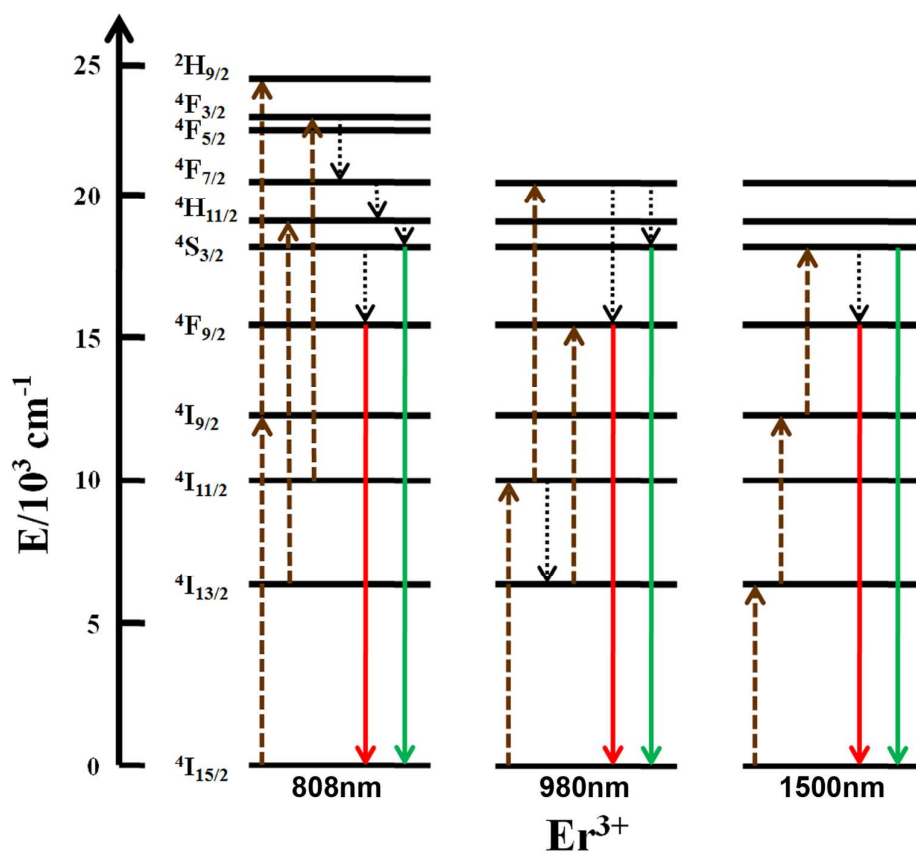 E/10³ cm⁻¹
25
20
15
10
5
0
²H₉/₂
⁴F₃/₂
⁴F₅/₂
⁴F₇/₂
⁴H₁₁/₂
⁴S₃/₂
⁴F₉/₂
⁴I₉/₂
⁴I₁₁/₂
⁴I₁₃/₂
⁴I₁₅/₂
808nm
980nm
1500nm
Er³⁺